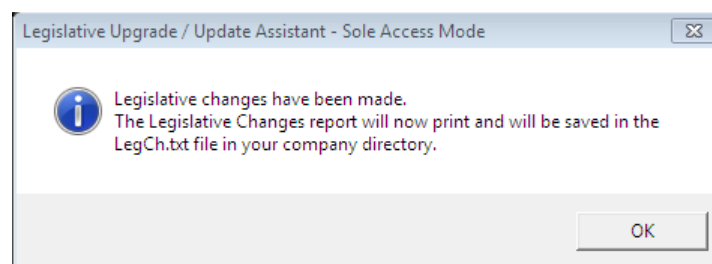 Legislative Upgrade / Update Assistant - Sole Access Mode
Legislative changes have been made.
The Legislative Changes report will now print and will be saved in the
LegCh.txt file in your company directory.
OK